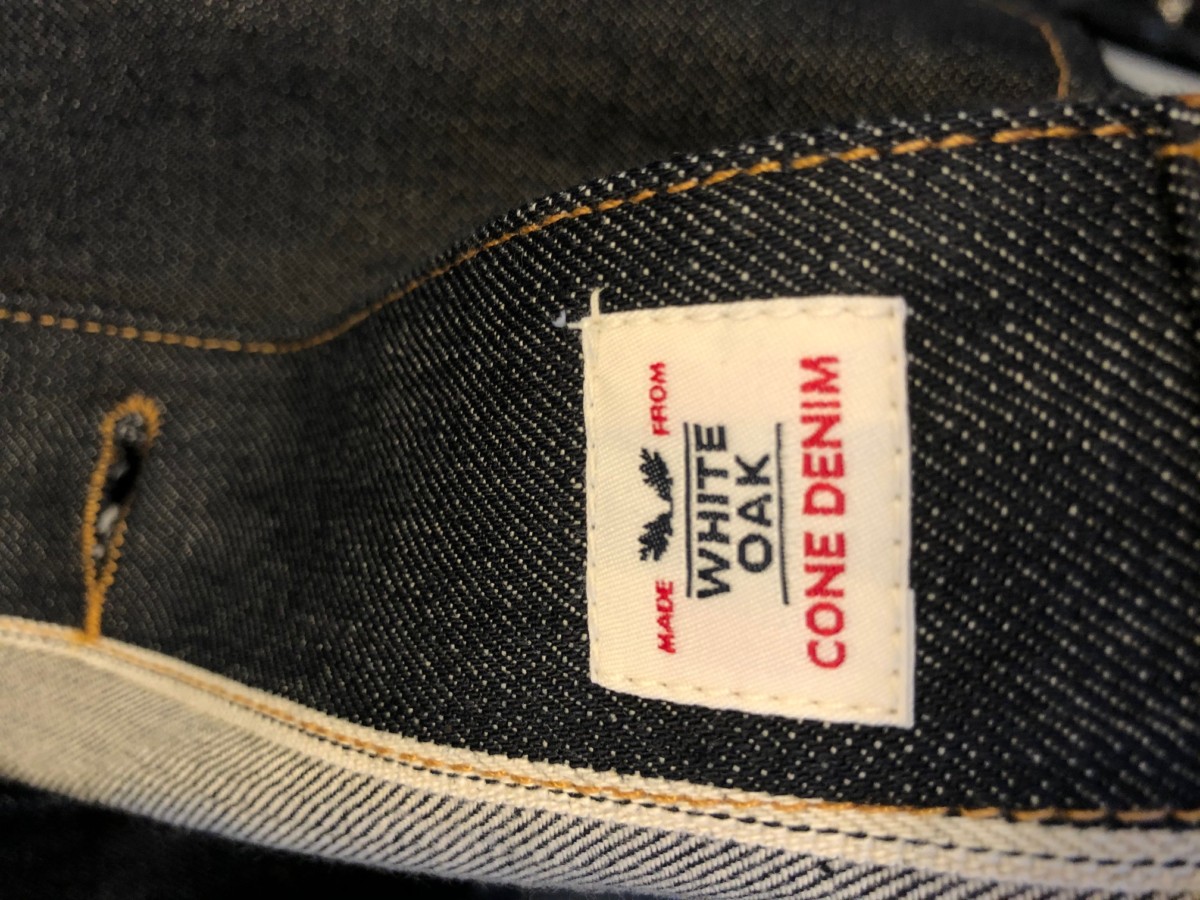 MADE FROM
WHITE
OAK
CONE DENIM